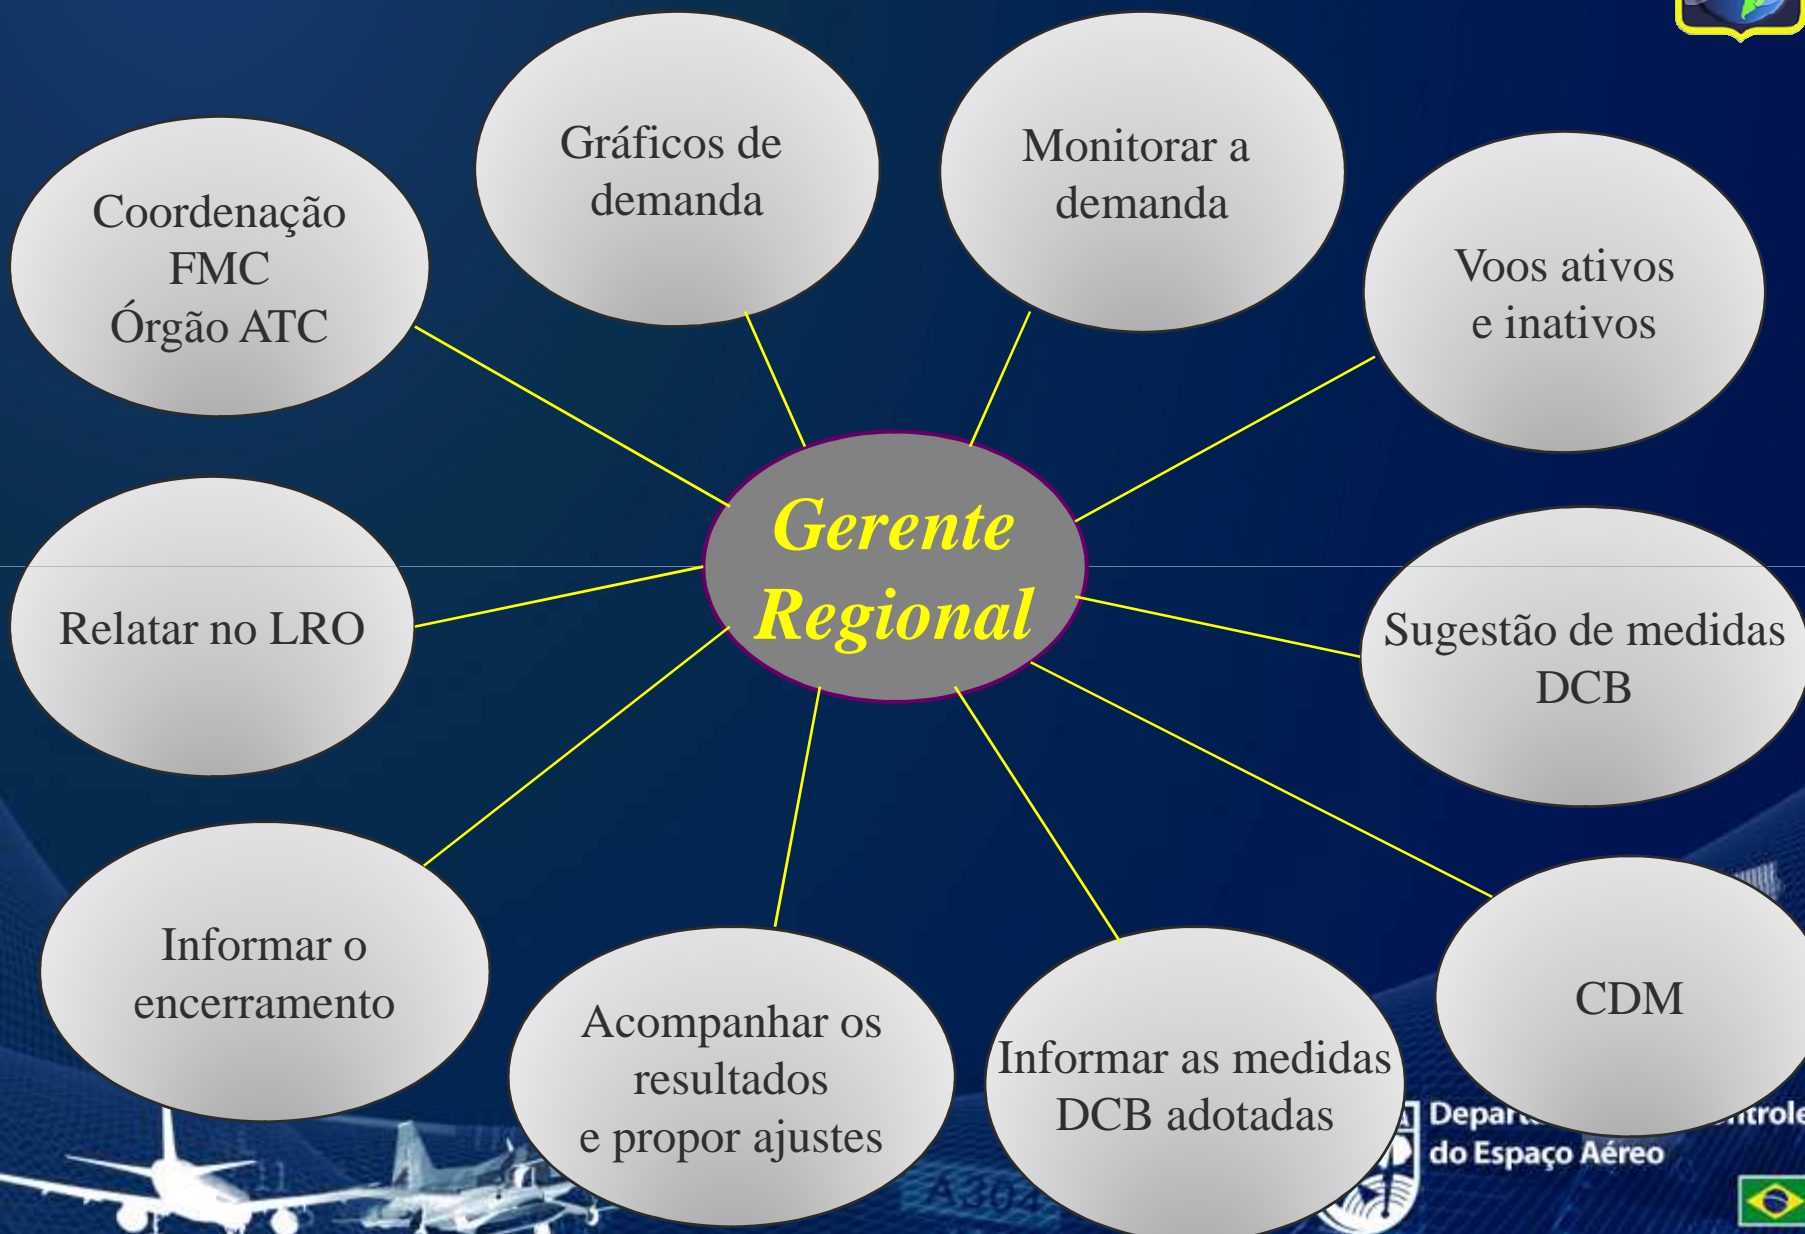 Gráficos de
demanda
Monitorar a
demanda
Coordenação
FMC
Órgão ATC
Voos ativos
e inativos
Gerente
Regional
Relatar no LRO
Sugestão de medidas
DCB
Informar o
encerramento
Acompanhar os
resultados
e propor ajustes
Informar as medidas
DCB adotadas
CDM
do Espaço Aéreo
A304